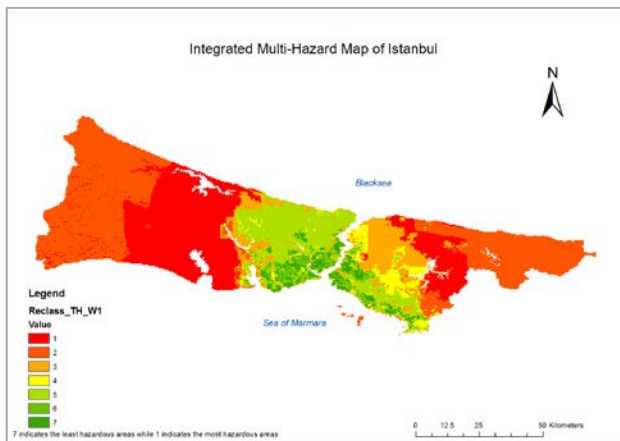 Integrated Multi-Hazard Map of Istanbul
N
Blacksea
Sea of Marmara
Legend
Reclass_TH_W1
Value
1
2
3
4
5
6
7
7 indicates the least hazardous areas while 1 indicates the most hazardous areas
0 12.5 25 50 Kilometers